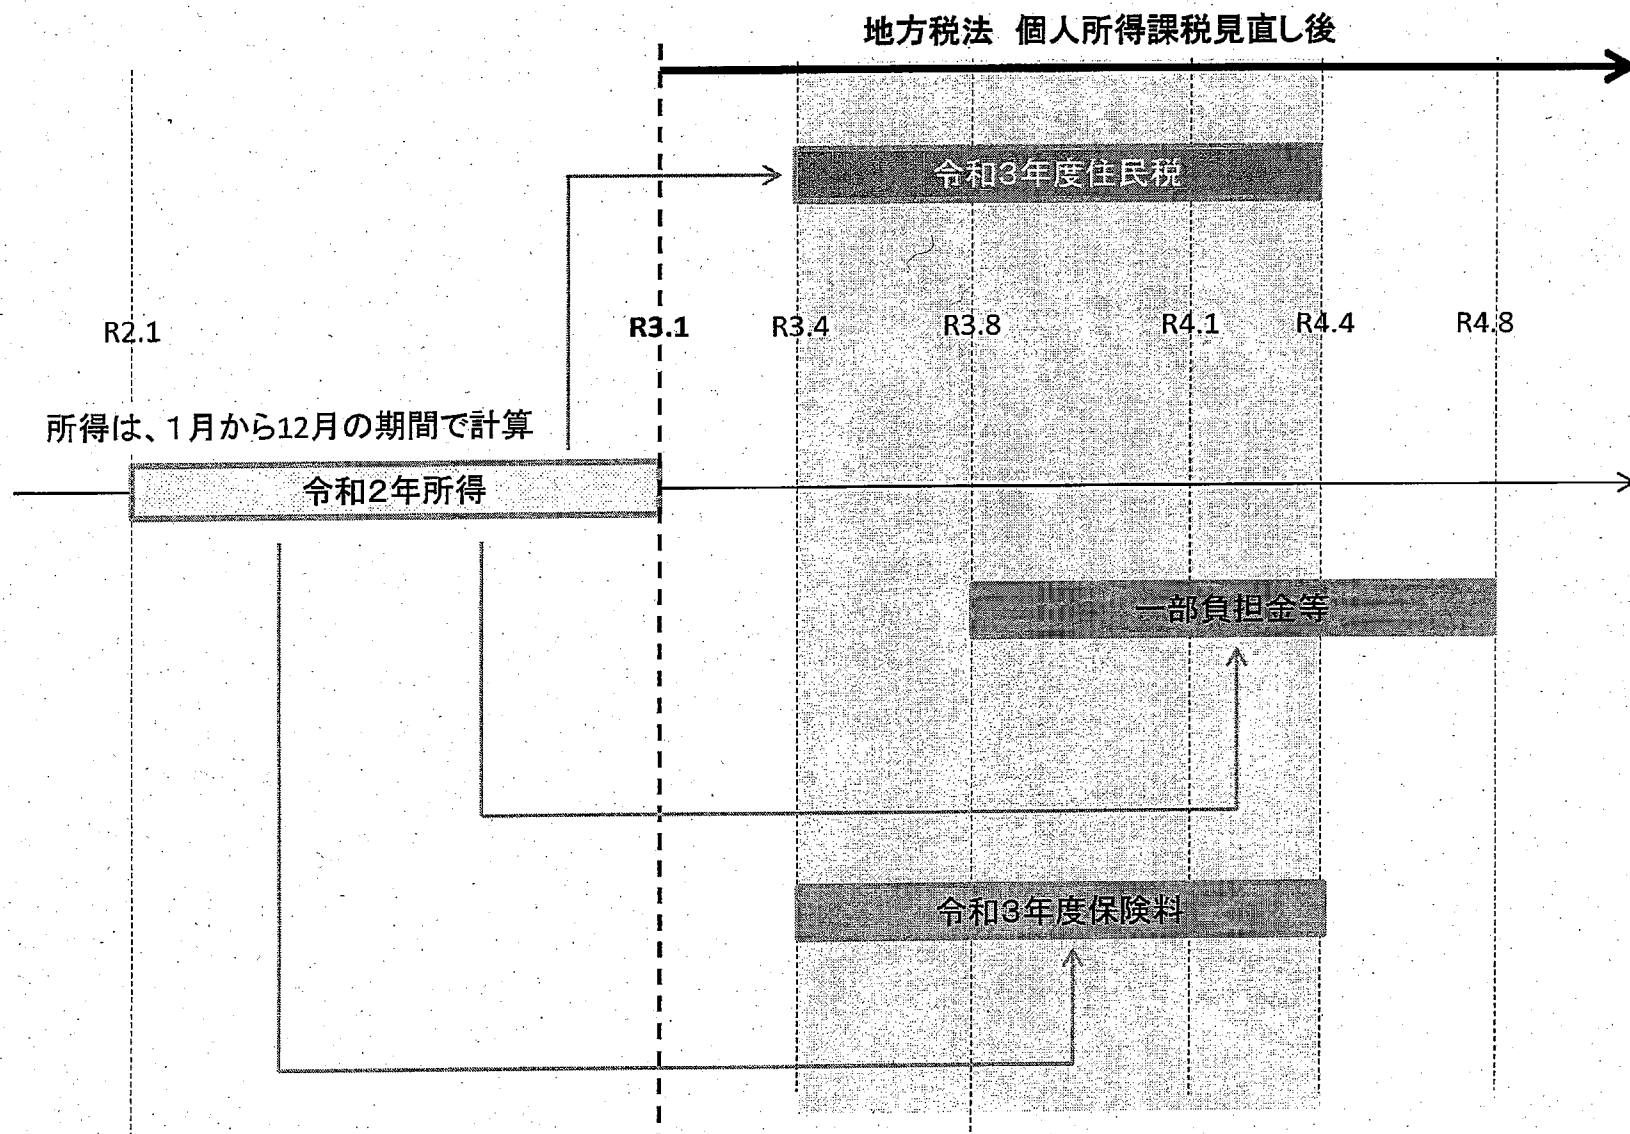 地方税法 個人所得課税見直し後
令和3年度住民税
R2.1
R3.1
R3.4
R3.8
R4.1
R4.4
R4.8
所得は、1月から12月の期間で計算
令和2年所得
一部負担金等
令和3年度保険料